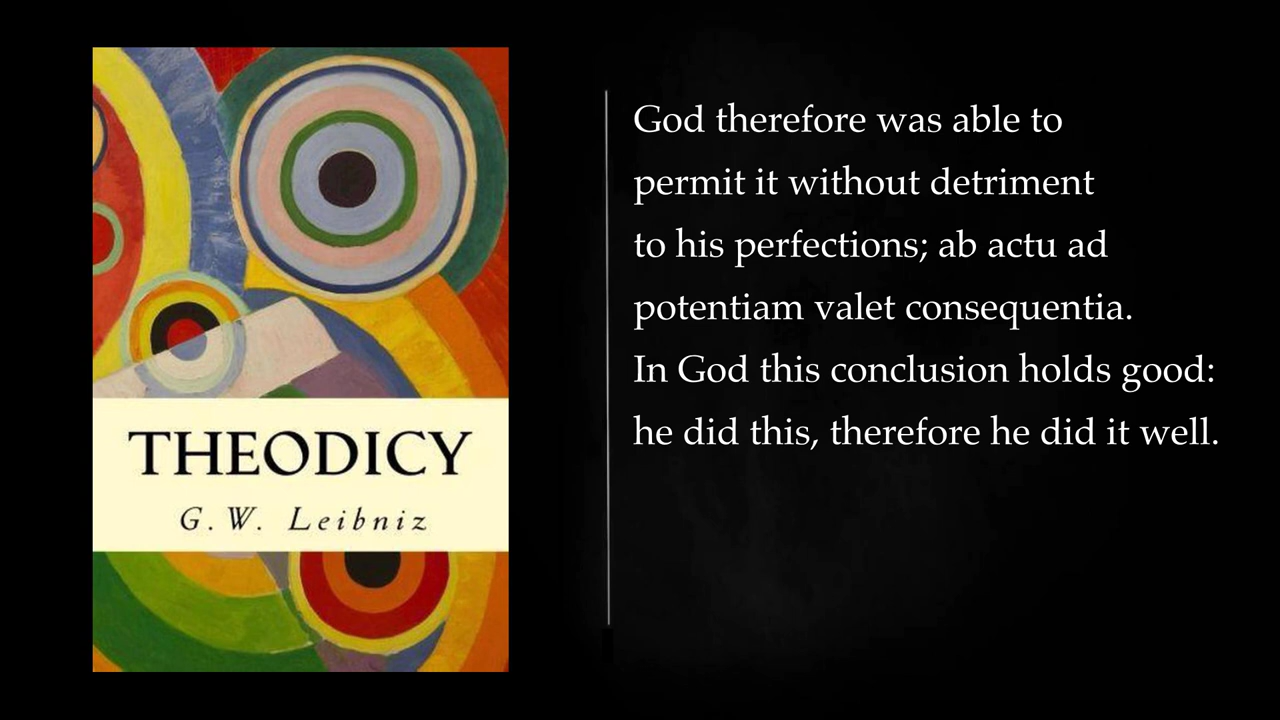 THEODICY
G. W. Leibniz
God therefore was able to
permit it without detriment
to his perfections; ab actu ad
potentiam valet consequentia.
In God this conclusion holds good:
he did this, therefore he did it well.